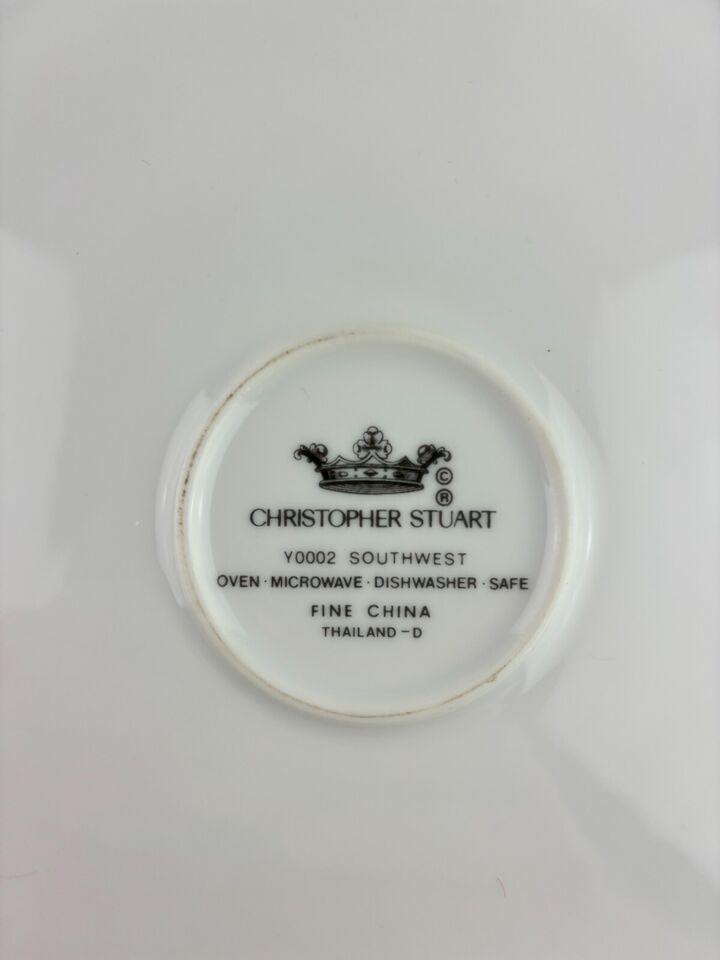 ©
®
CHRISTOPHER STUART
Y0002 SOUTHWEST
OVEN · MICROWAVE · DISHWASHER · SAFE
FINE CHINA
THAILAND - D